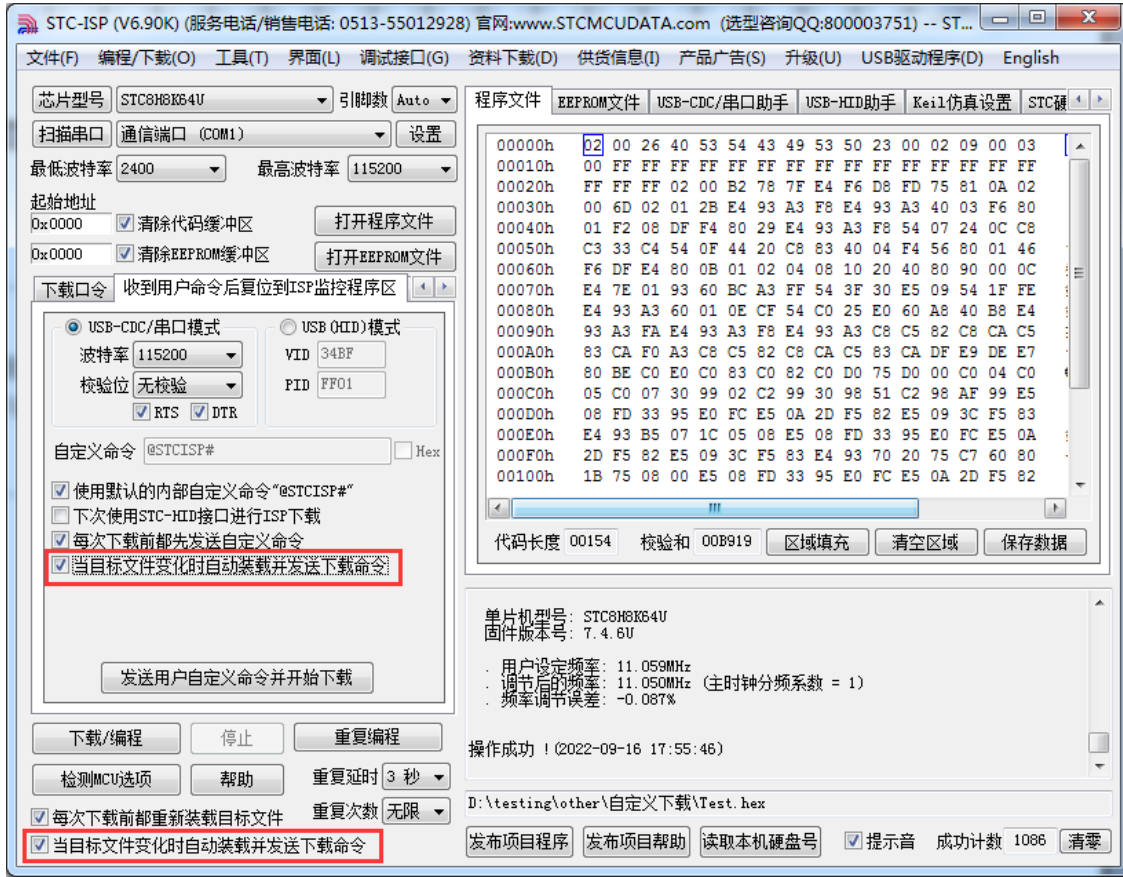 STC-ISP (V6.90K) (服务电话/销售电话: 0513-55012928) 官网:www.STCMCUDATA.com (选型咨询QQ:800003751) -- ST...
文件(F) 编程/下载(O) 工具(T) 界面(L) 调试接口(G) 资料下载(D) 供货信息(I) 产品广告(S) 升级(U) USB驱动程序(D) English
芯片型号 STC8H8K64U 引脚数 Auto
扫描串口 通信端口 (COM1) 设置
最低波特率 2400 最高波特率 115200
起始地址
0x0000 清除代码缓冲区 打开程序文件
0x0000 清除EEPROM缓冲区 打开EEPROM文件
下载口令 收到用户命令后复位到ISP监控程序区
USB-CDC/串口模式 USB(HID)模式
波特率 115200 VID 34BF
校验位 无校验 PID FF01
RTS DTR
自定义命令 @STCISP# Hex
使用默认的内部自定义命令"@STCISP#"
下次使用STC-HID接口进行ISP下载
每次下载前都先发送自定义命令
当目标文件变化时自动装载并发送下载命令
发送用户自定义命令并开始下载
下载/编程 停止 重复编程
检测MCU选项 帮助 重复延时 3 秒
每次下载前都重新装载目标文件 重复次数 无限
当目标文件变化时自动装载并发送下载命令
程序文件 EEPROM文件 USB-CDC/串口助手 USB-HID助手 Keil仿真设置 STC硬
00000h 02 00 26 40 53 54 43 49 53 50 23 00 02 09 00 03
00010h 00 FF FF FF FF FF FF FF FF FF FF FF FF FF FF FF
00020h FF FF FF 02 00 B2 78 7F E4 F6 D8 FD 75 81 0A 02
00030h 00 6D 02 01 2B E4 93 A3 F8 E4 93 A3 40 03 F6 80
00040h 01 F2 08 DF F4 80 29 E4 93 A3 F8 54 07 24 0C C8
00050h C3 33 C4 54 0F 44 20 C8 83 40 04 F4 56 80 01 46
00060h F6 DF E4 80 0B 01 02 04 08 10 20 40 80 90 00 0C
00070h E4 7E 01 93 60 BC A3 FF 54 3F 30 E5 09 54 1F FE
00080h E4 93 A3 60 01 0E CF 54 C0 25 E0 60 A8 40 B8 E4
00090h 93 A3 FA E4 93 A3 F8 E4 93 A3 C8 C5 82 C8 CA C5
000A0h 83 CA F0 A3 C8 C5 82 C8 CA C5 83 CA DF E9 DE E7
000B0h 80 BE C0 E0 C0 83 C0 82 C0 D0 75 D0 00 C0 04 C0
000C0h 05 C0 07 30 99 02 C2 99 30 98 51 C2 98 AF 99 E5
000D0h 08 FD 33 95 E0 FC E5 0A 2D F5 82 E5 09 3C F5 83
000E0h E4 93 B5 07 1C 05 08 E5 08 FD 33 95 E0 FC E5 0A
000F0h 2D F5 82 E5 09 3C F5 83 E4 93 70 20 75 C7 60 80
00100h 1B 75 08 00 E5 08 FD 33 95 E0 FC E5 0A 2D F5 82
代码长度 00154 校验和 00B919 区域填充 清空区域 保存数据
单片机型号: STC8H8K64U
固件版本号: 7.4.6U
. 用户设定频率: 11.059MHz
. 调节后的频率: 11.050MHz (主时钟分频系数 = 1)
. 频率调节误差: -0.087%
操作成功 !(2022-09-16 17:55:46)
D:\testing\other\自定义下载\Test.hex
发布项目程序 发布项目帮助 读取本机硬盘号 提示音 成功计数 1086 清零